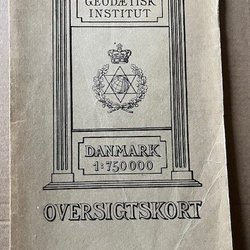 GEODÆTISK
INSTITUT
DANMARK
1:750000
OVERSIGTSKORT